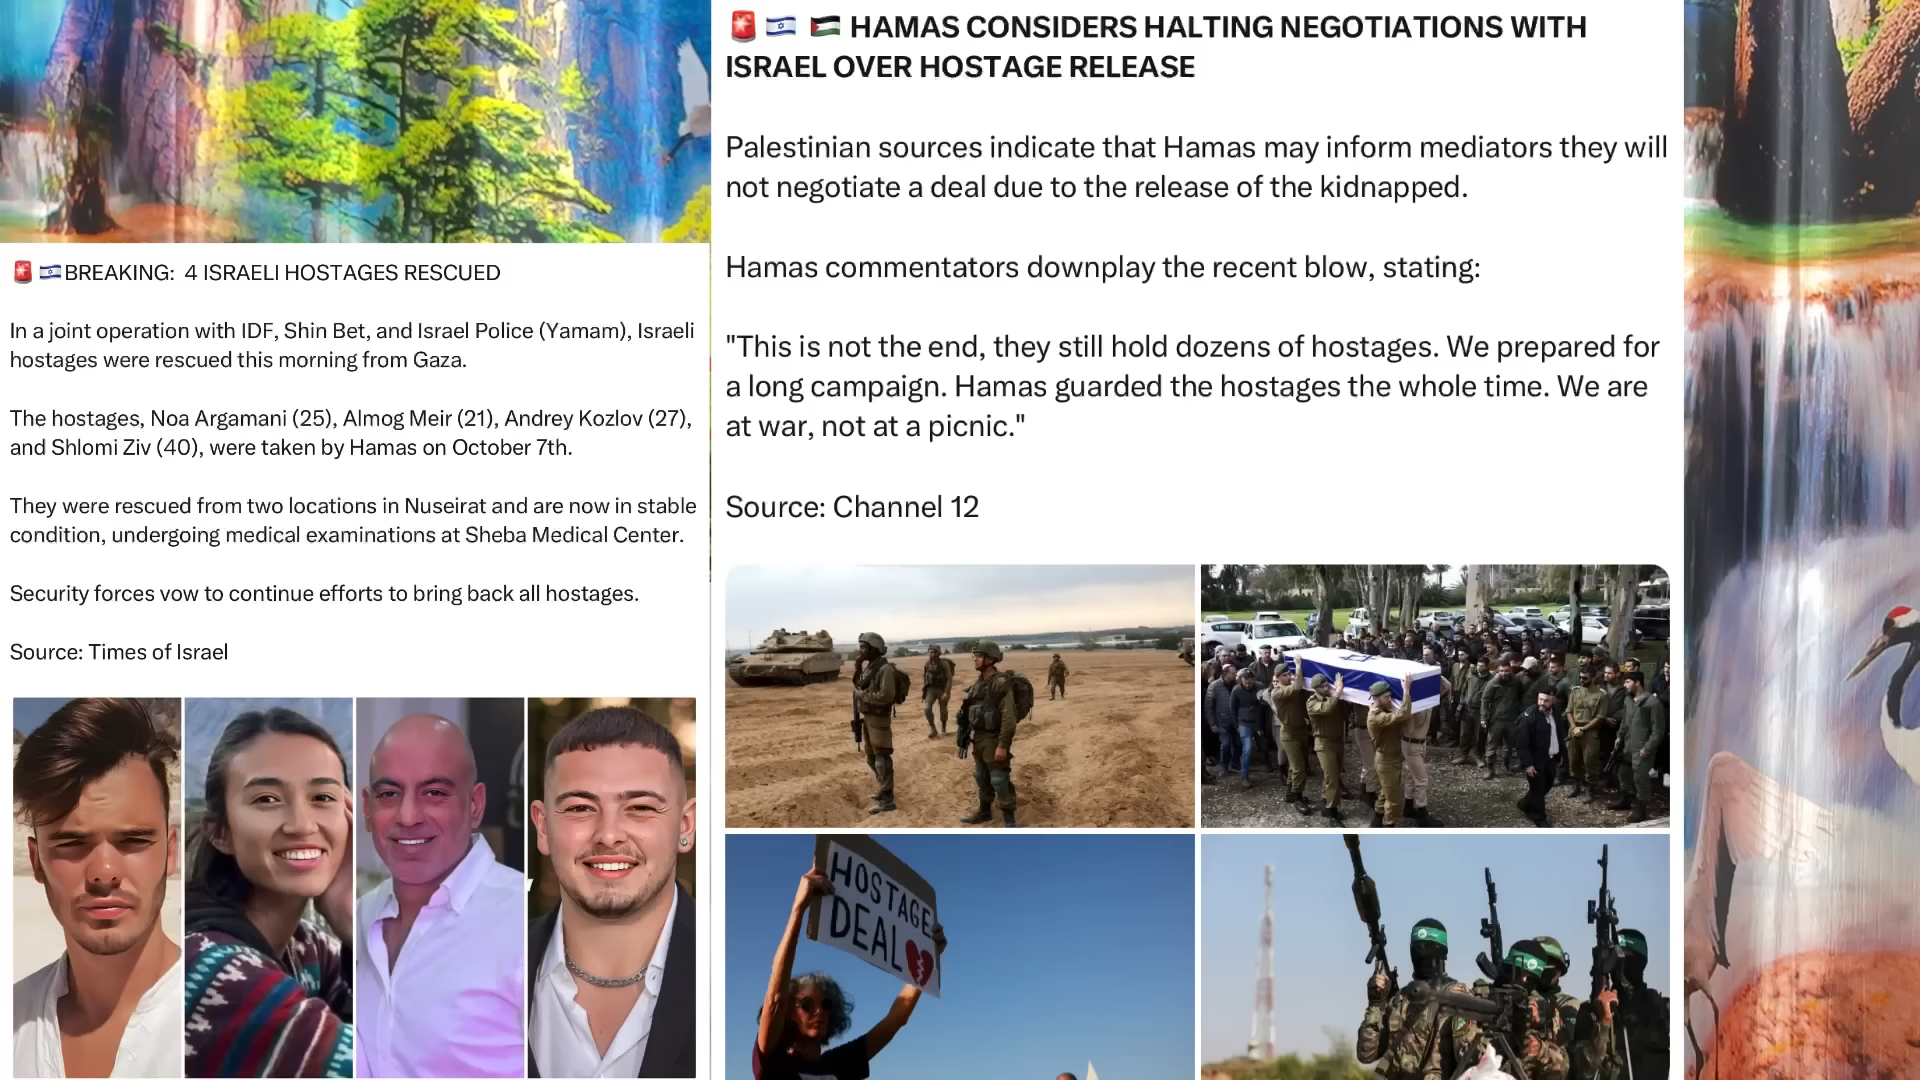 🚨 🇮🇱BREAKING: 4 ISRAELI HOSTAGES RESCUED
In a joint operation with IDF, Shin Bet, and Israel Police (Yamam), Israeli
hostages were rescued this morning from Gaza.
The hostages, Noa Argamani (25), Almog Meir (21), Andrey Kozlov (27),
and Shlomi Ziv (40), were taken by Hamas on October 7th.
They were rescued from two locations in Nuseirat and are now in stable
condition, undergoing medical examinations at Sheba Medical Center.
Security forces vow to continue efforts to bring back all hostages.
Source: Times of Israel
🚨 🇮🇱 🇵🇸 HAMAS CONSIDERS HALTING NEGOTIATIONS WITH
ISRAEL OVER HOSTAGE RELEASE
Palestinian sources indicate that Hamas may inform mediators they will
not negotiate a deal due to the release of the kidnapped.
Hamas commentators downplay the recent blow, stating:
"This is not the end, they still hold dozens of hostages. We prepared for
a long campaign. Hamas guarded the hostages the whole time. We are
at war, not at a picnic."
Source: Channel 12
HOSTAGE
DEAL